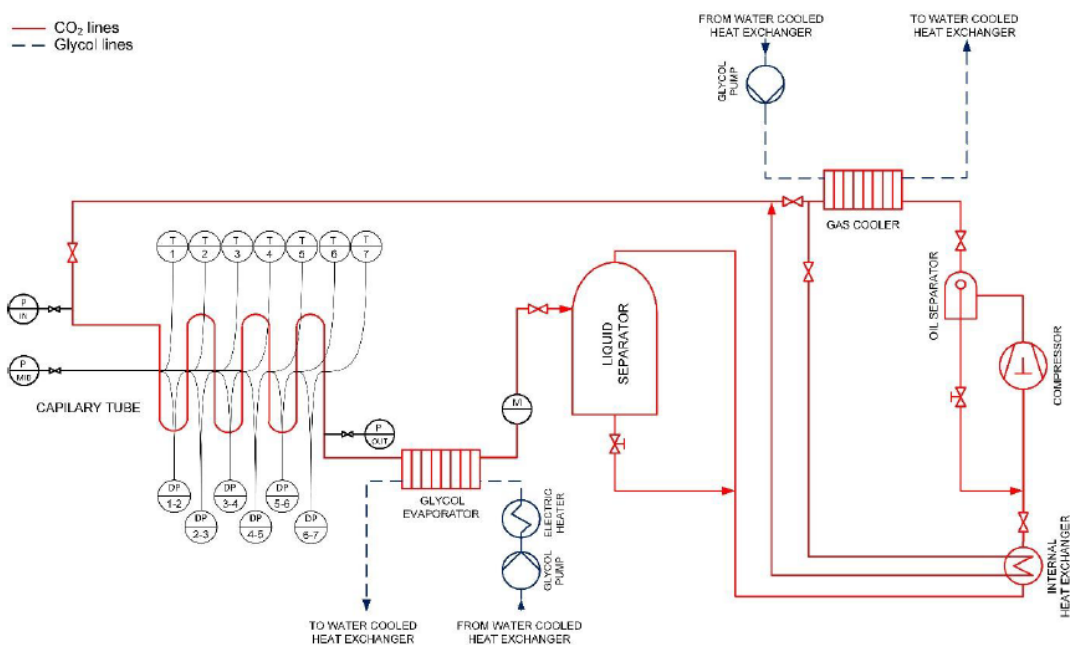 CO₂ lines
Glycol lines
FROM WATER COOLED
HEAT EXCHANGER
TO WATER COOLED
HEAT EXCHANGER
GLYCOL
PUMP
GAS COOLER
T
1
T
2
T
3
T
4
T
5
T
6
T
7
P
IN
P
MID
CAPILARY TUBE
P
OUT
DP
1-2
DP
2-3
DP
3-4
DP
4-5
DP
5-6
DP
6-7
GLYCOL
EVAPORATOR
M
LIQUID
SEPARATOR
OIL SEPARATOR
COMPRESSOR
ELECTRIC
HEATER
GLYCOL
PUMP
INTERNAL
HEAT EXCHANGER
TO WATER COOLED
HEAT EXCHANGER
FROM WATER COOLED
HEAT EXCHANGER